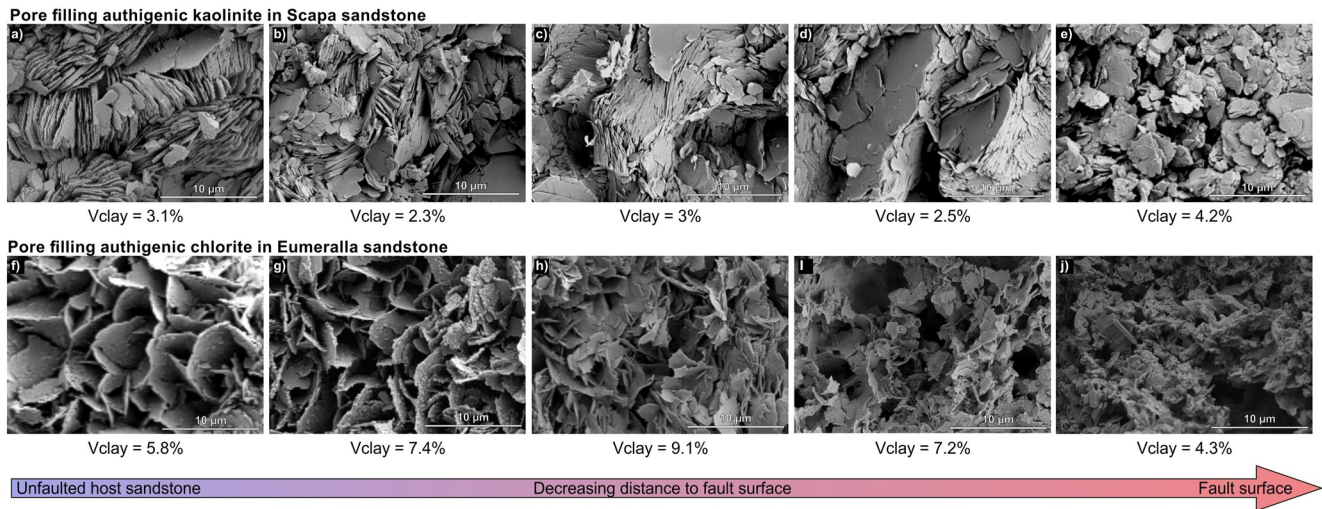 Pore filling authigenic kaolinite in Scapa sandstone
a) b) c) d) e)
10 µm 10 µm 10 µm 10 µm 10 µm
Vclay = 3.1% Vclay = 2.3% Vclay = 3% Vclay = 2.5% Vclay = 4.2%
Pore filling authigenic chlorite in Eumeralla sandstone
f) g) h) I j)
10 µm 10 µm 10 µm 10 µm 10 µm
Vclay = 5.8% Vclay = 7.4% Vclay = 9.1% Vclay = 7.2% Vclay = 4.3%
Unfaulted host sandstone Decreasing distance to fault surface Fault surface